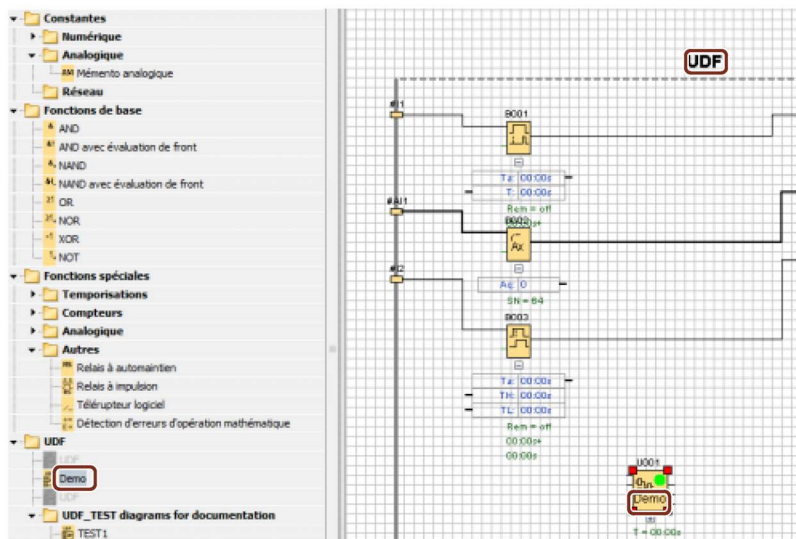 Constantes
Numérique
Analogique
Mémento analogique
Réseau
Fonctions de base
AND
AND avec évaluation de front
NAND
NAND avec évaluation de front
OR
NOR
XOR
NOT
Fonctions spéciales
Temporisations
Compteurs
Analogique
Autres
Relais à automaintien
Relais à impulsion
Télérupteur logiciel
Détection d'erreurs d'opération mathématique
UDF
UDF
Demo
UDF
UDF_TEST diagrams for documentation
TEST1
UDF
#I1
B001
Ta: 00:00s
T: 00:00s
Rem = off
#AI1
B002
Ax
Aq: 0
SN = 64
#I2
B003
Ta: 00:00s
TH: 00:00s
TL: 00:00s
Rem = off
00:00s+
00:00s
U001
Demo
T = 00:00s